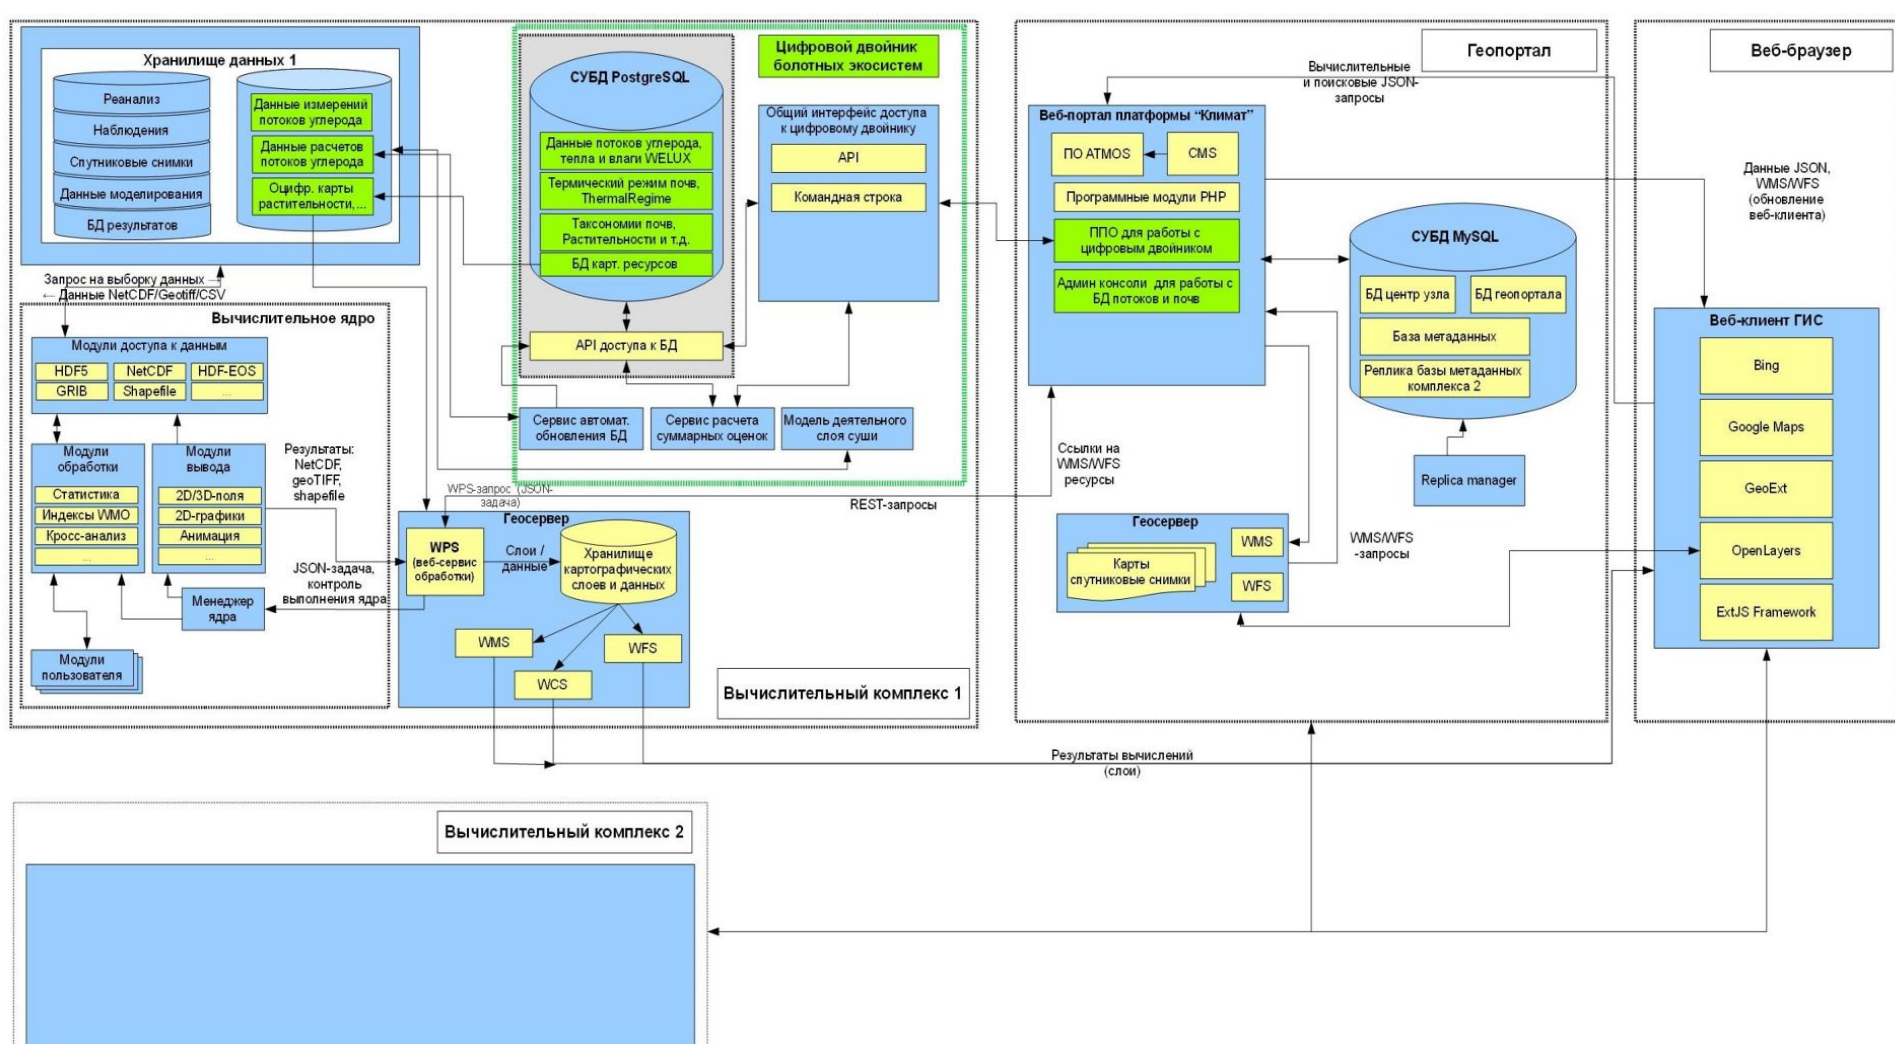 Хранилище данных 1
Реанализ
Наблюдения
Спутниковые снимки
Данные моделирования
БД результатов
Данные измерений
потоков углерода
Данные расчетов
потоков углерода
Оцифр. карты
растительности,...
Цифровой двойник
болотных экосистем
СУБД PostgreSQL
Данные потоков углерода,
тепла и влаги WELUX
Термический режим почв,
ThermalRegime
Таксономии почв,
Растительности и т.д.
БД карт. ресурсов
API доступа к БД
Общий интерфейс доступа
к цифровому двойнику
API
Командная строка
Сервис автомат.
обновления БД
Сервис расчета
суммарных оценок
Модель деятельного
слоя суши
Запрос на выборку данных →
← Данные NetCDF/Geotiff/CSV
Вычислительное ядро
Модули доступа к данным
HDF5
NetCDF
HDF-EOS
GRIB
Shapefile
...
Модули
обработки
Статистика
Индексы WMO
Кросс-анализ
...
Модули
вывода
2D/3D-поля
2D-графики
Анимация
...
Результаты:
NetCDF,
geoTIFF,
shapefile
JSON-задача,
контроль
выполнения ядра
Менеджер
ядра
Модули
пользователя
WPS-запрос (JSON-
задача)
REST-запросы
Геосервер
WPS
(веб-сервис
обработки)
Слои /
данные
Хранилище
картографических
слоев и данных
WMS
WFS
WCS
Вычислительный комплекс 1
Геопортал
Вычислительные
и поисковые JSON-
запросы
Веб-портал платформы “Климат”
ПО ATMOS
CMS
Программные модули PHP
ППО для работы с
цифровым двойником
Админ консоли для работы с
БД потоков и почв
СУБД MySQL
БД центр узла
БД геопортала
База метаданных
Реплика базы метаданных
комплекса 2
Replica manager
Ссылки на
WMS/WFS
ресурсы
Геосервер
Карты
спутниковые снимки
WMS
WFS
WMS/WFS
-запросы
Веб-браузер
Данные JSON,
WMS/WFS
(обновление
веб-клиента)
Веб-клиент ГИС
Bing
Google Maps
GeoExt
OpenLayers
ExtJS Framework
Результаты вычислений
(слои)
Вычислительный комплекс 2